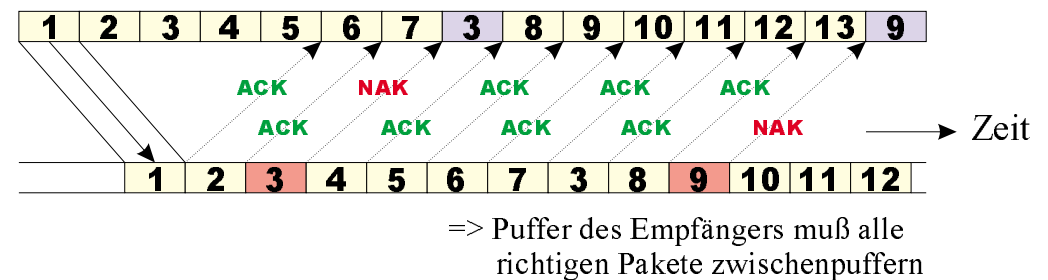 1 2 3 4 5 6 7 3 8 9 10 11 12 13 9
ACK NAK ACK ACK ACK
ACK ACK ACK ACK NAK
Zeit
1 2 3 4 5 6 7 3 8 9 10 11 12
=> Puffer des Empfängers muß alle
richtigen Pakete zwischenpuffern